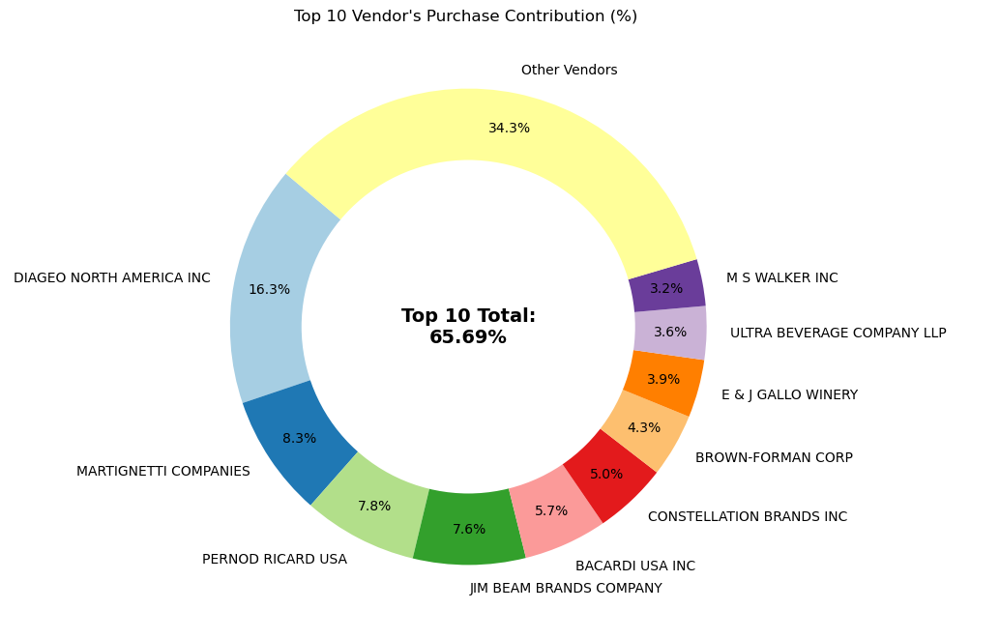 Top 10 Vendor's Purchase Contribution (%)
Other Vendors
34.3%
DIAGEO NORTH AMERICA INC
16.3%
M S WALKER INC
3.2%
ULTRA BEVERAGE COMPANY LLP
3.6%
Top 10 Total:
65.69%
E & J GALLO WINERY
3.9%
BROWN-FORMAN CORP
4.3%
MARTIGNETTI COMPANIES
8.3%
CONSTELLATION BRANDS INC
5.0%
PERNOD RICARD USA
7.8%
7.6%
5.7%
BACARDI USA INC
JIM BEAM BRANDS COMPANY